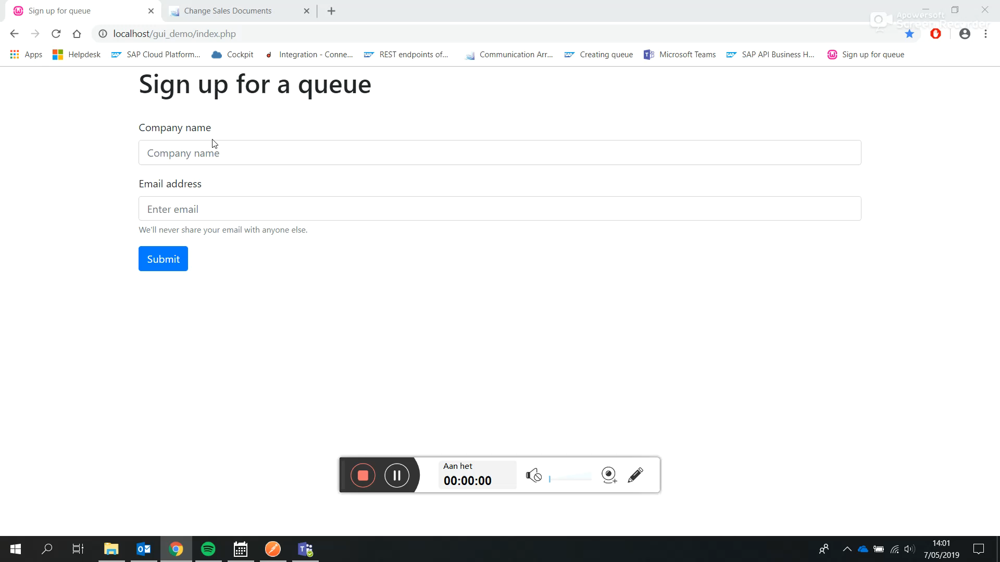 Sign up for queue
Change Sales Documents
Apowersoft
Screen Recorder
localhost/gui_demo/index.php
Apps
Helpdesk
SAP Cloud Platform...
Cockpit
Integration - Conne...
REST endpoints of...
Communication Arr...
Creating queue
Microsoft Teams
SAP API Business H...
Sign up for queue
Sign up for a queue
Company name
Company name
Email address
Enter email
We'll never share your email with anyone else.
Submit
Aan het
00:00:00
14:01
7/05/2019